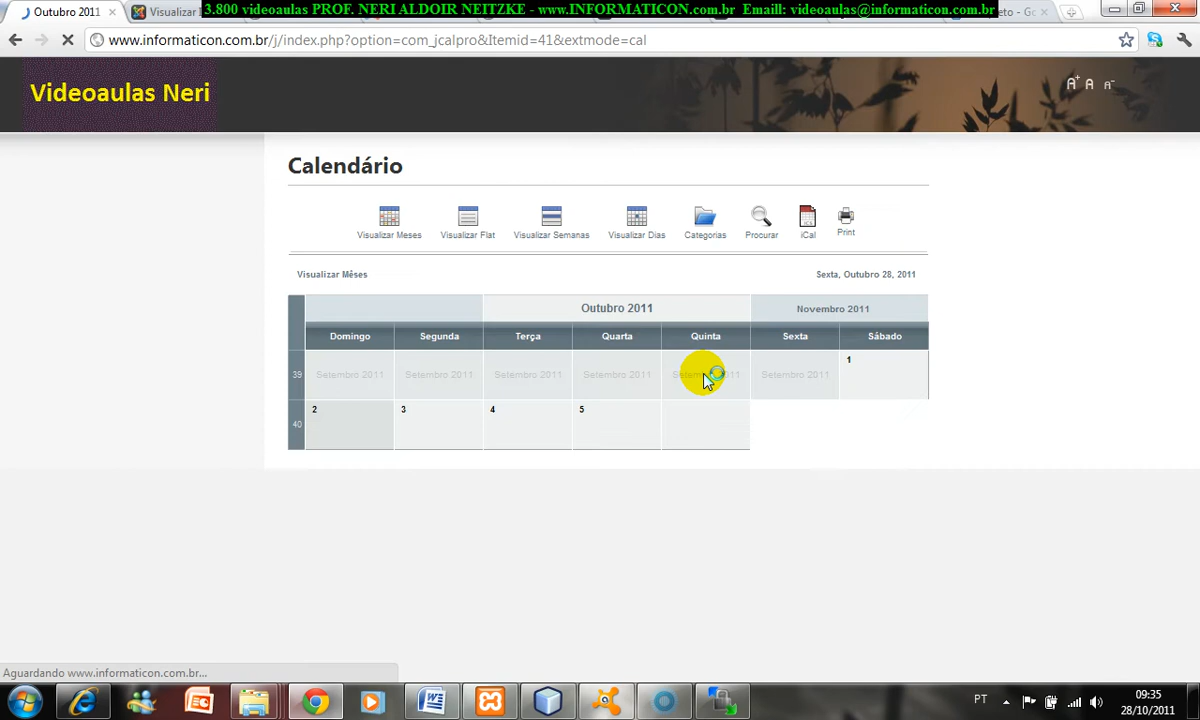 3.800 videoaulas PROF. NERI ALDOIR NEITZKE - www.INFORMATICON.com.br  Emaill: videoaulas@informaticon.com.br
Outubro 2011
Visualizar
www.informaticon.com.br/j/index.php?option=com_jcalpro&Itemid=41&extmode=cal
Videoaulas Neri
A+ A A-
Calendário
Visualizar Meses Visualizar Flat Visualizar Semanas Visualizar Dias Categorias Procurar iCal Print
Visualizar Mêses Sexta, Outubro 28, 2011
Outubro 2011 Novembro 2011
Domingo Segunda Terça Quarta Quinta Sexta Sábado
39 Setembro 2011 Setembro 2011 Setembro 2011 Setembro 2011 Setembro 2011 1
40 2 3 4 5
Aguardando www.informaticon.com.br...
PT 09:35
28/10/2011